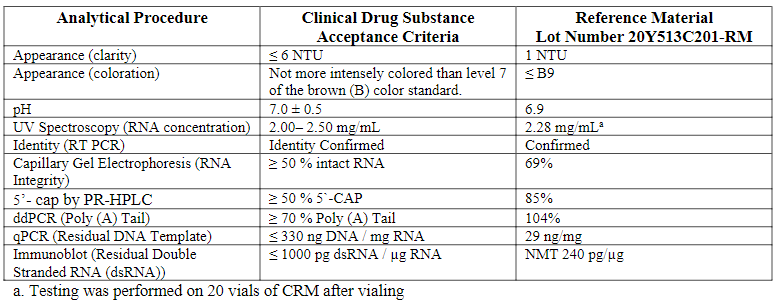 Analytical Procedure
Clinical Drug Substance
Acceptance Criteria
Reference Material
Lot Number 20Y513C201-RM
Appearance (clarity)
≤ 6 NTU
1 NTU
Appearance (coloration)
Not more intensely colored than level 7
of the brown (B) color standard.
≤ B9
pH
7.0 ± 0.5
6.9
UV Spectroscopy (RNA concentration)
2.00– 2.50 mg/mL
2.28 mg/mLª
Identity (RT PCR)
Identity Confirmed
Confirmed
Capillary Gel Electrophoresis (RNA
Integrity)
≥ 50 % intact RNA
69%
5’- cap by PR-HPLC
≥ 50 % 5`-CAP
85%
ddPCR (Poly (A) Tail)
≥ 70 % Poly (A) Tail
104%
qPCR (Residual DNA Template)
≤ 330 ng DNA / mg RNA
29 ng/mg
Immunoblot (Residual Double
Stranded RNA (dsRNA))
≤ 1000 pg dsRNA / µg RNA
NMT 240 pg/µg
a. Testing was performed on 20 vials of CRM after vialing